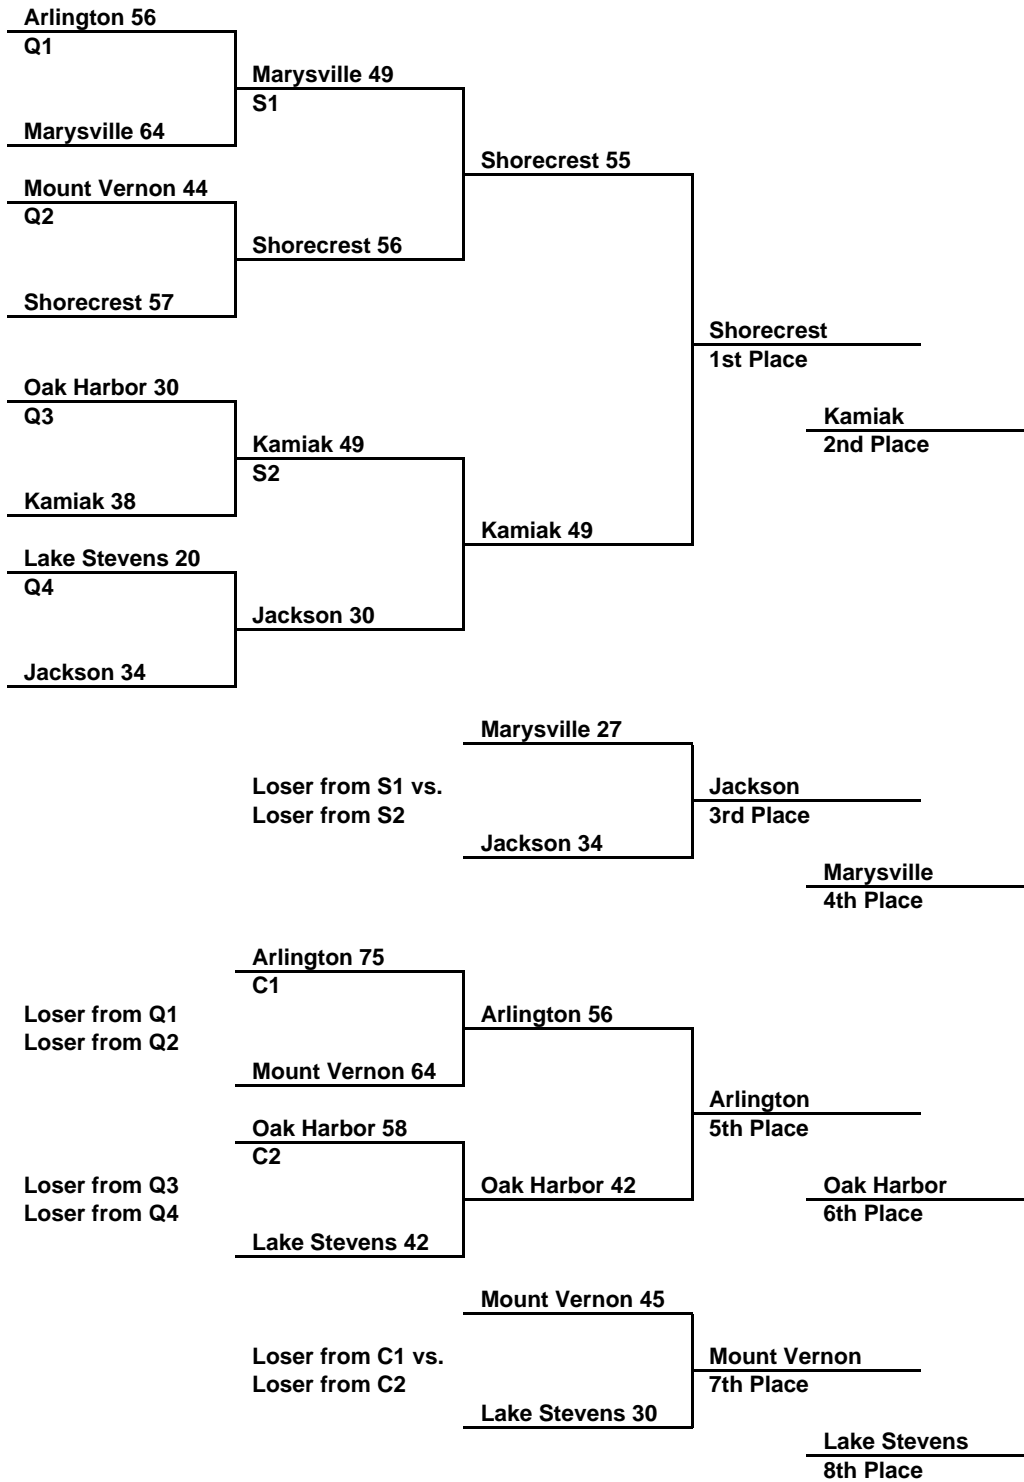 Arlington 56
Q1
Marysville 49
S1
Marysville 64
Shorecrest 55
Mount Vernon 44
Q2
Shorecrest 56
Shorecrest 57
Shorecrest
1st Place
Oak Harbor 30
Q3
Kamiak
2nd Place
Kamiak 49
S2
Kamiak 38
Kamiak 49
Lake Stevens 20
Q4
Jackson 30
Jackson 34
Marysville 27
Loser from S1 vs.
Loser from S2
Jackson
3rd Place
Jackson 34
Marysville
4th Place
Arlington 75
C1
Loser from Q1
Loser from Q2
Arlington 56
Mount Vernon 64
Arlington
5th Place
Oak Harbor 58
C2
Loser from Q3
Loser from Q4
Oak Harbor 42
Oak Harbor
6th Place
Lake Stevens 42
Mount Vernon 45
Loser from C1 vs.
Loser from C2
Mount Vernon
7th Place
Lake Stevens 30
Lake Stevens
8th Place